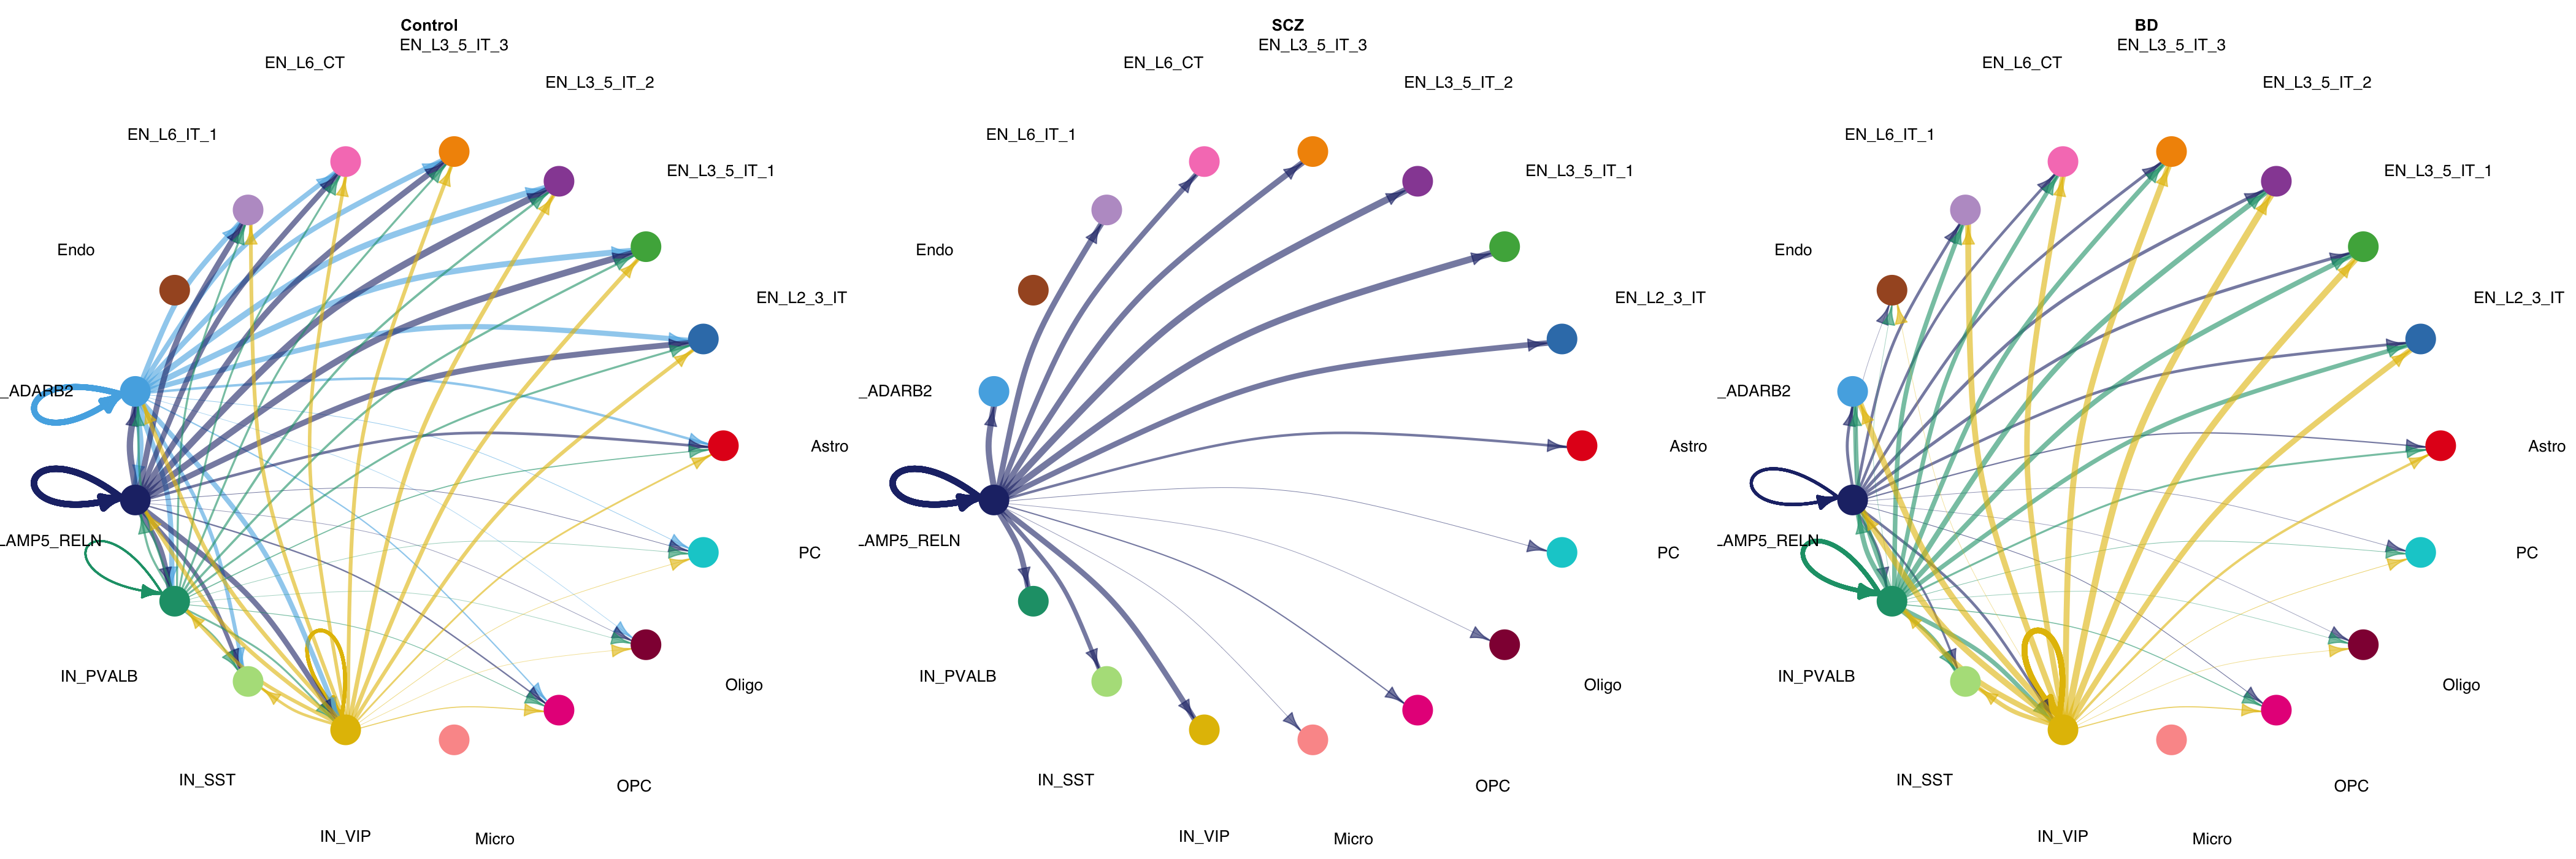 Control
EN_L3_5_IT_3
EN_L6_CT
EN_L3_5_IT_2
EN_L6_IT_1
EN_L3_5_IT_1
Endo
EN_L2_3_IT
_ADARB2
Astro
LAMP5_RELN
PC
IN_PVALB
Oligo
IN_SST
OPC
IN_VIP
Micro
SCZ
EN_L3_5_IT_3
EN_L6_CT
EN_L3_5_IT_2
EN_L6_IT_1
EN_L3_5_IT_1
Endo
EN_L2_3_IT
_ADARB2
Astro
_AMP5_RELN
PC
IN_PVALB
Oligo
IN_SST
OPC
IN_VIP
Micro
BD
EN_L3_5_IT_3
EN_L6_CT
EN_L3_5_IT_2
EN_L6_IT_1
EN_L3_5_IT_1
Endo
EN_L2_3_IT
_ADARB2
Astro
_AMP5_RELN
PC
IN_PVALB
Oligo
IN_SST
OPC
IN_VIP
Micro